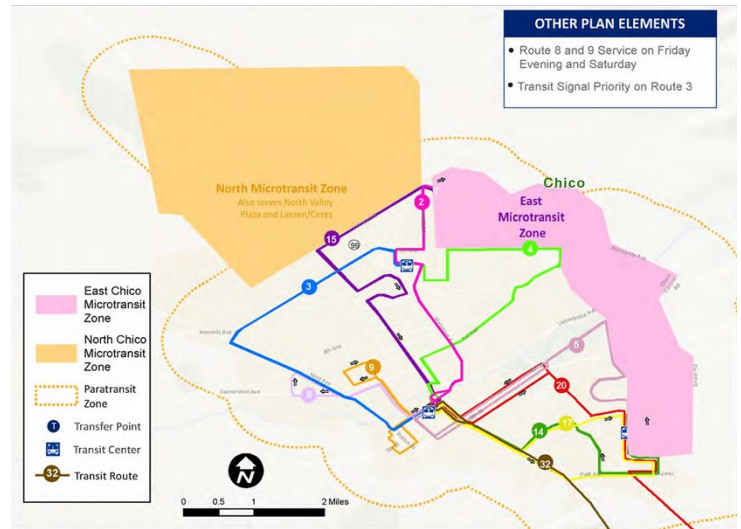 OTHER PLAN ELEMENTS
• Route 8 and 9 Service on Friday
Evening and Saturday
• Transit Signal Priority on Route 3
Chico
North Microtransit Zone
Also serves North Valley
Plaza and Lassen/Ceres
East
Microtransit
Zone
2
15
99
4
3
5
9
8
20
14
17
32
8th Ave
East Chico
Microtransit
Zone
North Chico
Microtransit
Zone
Paratransit
Zone
T Transfer Point
Transit Center
32 Transit Route
N
0 0.5 1 2 Miles